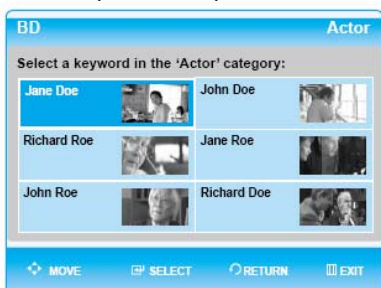 BD Actor
Select a keyword in the ‘Actor’ category:
Jane Doe John Doe
Richard Roe Jane Roe
John Roe Richard Doe
MOVE SELECT RETURN EXIT